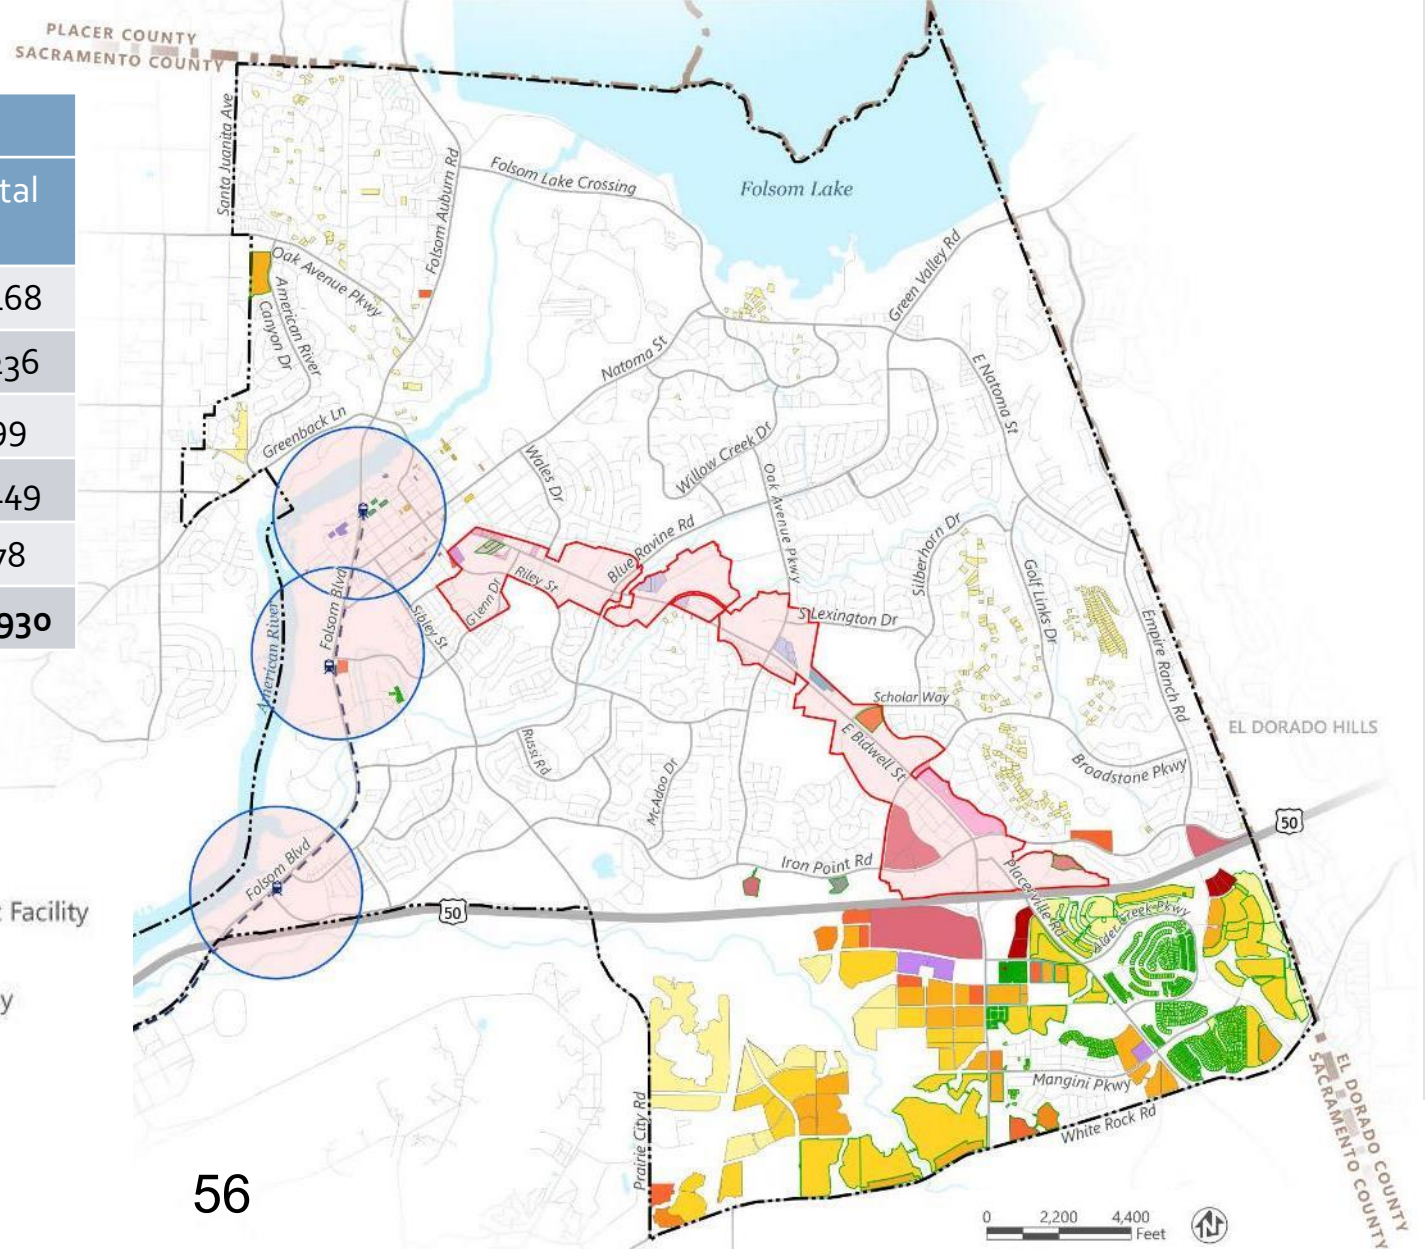 PLACER COUNTY
SACRAMENTO COUNTY
tal
68
236
99
49
78
930
Facility
y
Santa Juanita Ave
Folsom Auburn Rd
Folsom Lake Crossing
Folsom Lake
Oak Avenue Pkwy
American River
Canyon Dr
Green Valley Rd
Natoma St
E Natoma St
Greenback Ln
Wales Dr
Willow Creek Dr
Oak Avenue Pkwy
Blue Ravine Rd
Silberhorn Dr
Riley St
Glenn Dr
Golf Links Dr
Folsom Blvd
Sibley St
S Lexington Dr
American River
Empire Ranch Rd
Scholar Way
EL DORADO HILLS
E Bidwell St
Russi Rd
McAdoo Dr
Broadstone Pkwy
50
Folsom Blvd
Iron Point Rd
Placerville Rd
50
Alder Creek Pkwy
Mangini Pkwy
White Rock Rd
Prairie City Rd
EL DORADO COUNTY
SACRAMENTO COUNTY
56
0 2,200 4,400
Feet
N